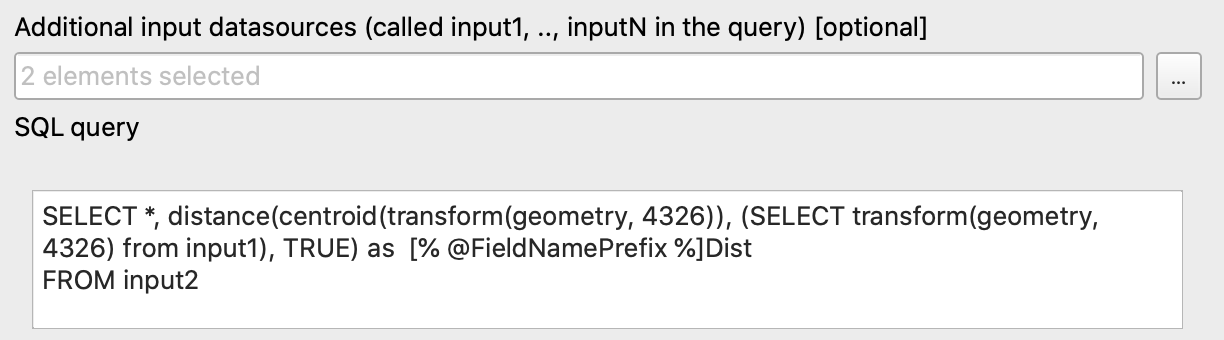 Additional input datasources (called input1, .., inputN in the query) [optional]
2 elements selected
...
SQL query
SELECT *, distance(centroid(transform(geometry, 4326)), (SELECT transform(geometry,
4326) from input1), TRUE) as  [% @FieldNamePrefix %]Dist
FROM input2